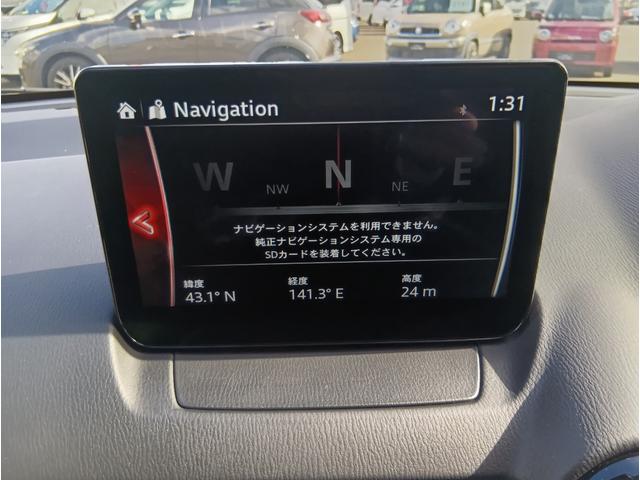 Navigation
1:31
W NW N NE E
ナビゲーションシステムを利用できません。
純正ナビゲーションシステム専用の
SDカードを装着してください。
緯度 経度 高度
43.1° N 141.3° E 24 m